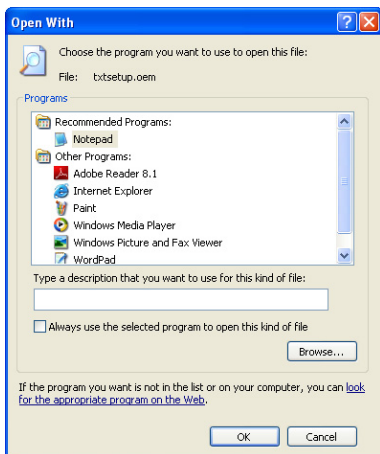 Open With
Choose the program you want to use to open this file:
File: txtsetup.oem
Programs
Recommended Programs:
Notepad
Other Programs:
Adobe Reader 8.1
Internet Explorer
Paint
Windows Media Player
Windows Picture and Fax Viewer
WordPad
Type a description that you want to use for this kind of file:
Always use the selected program to open this kind of file
Browse...
If the program you want is not in the list or on your computer, you can look
for the appropriate program on the Web.
OK Cancel